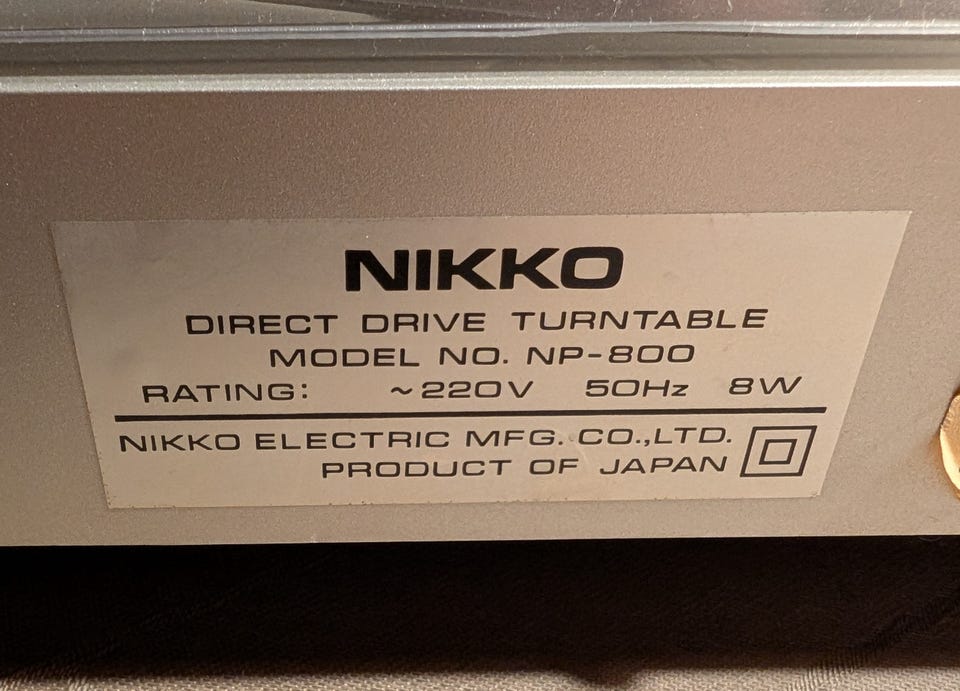 NIKKO
DIRECT DRIVE TURNTABLE
MODEL NO. NP-800
RATING: ~220V 50Hz 8W
NIKKO ELECTRIC MFG. CO.,LTD.
PRODUCT OF JAPAN